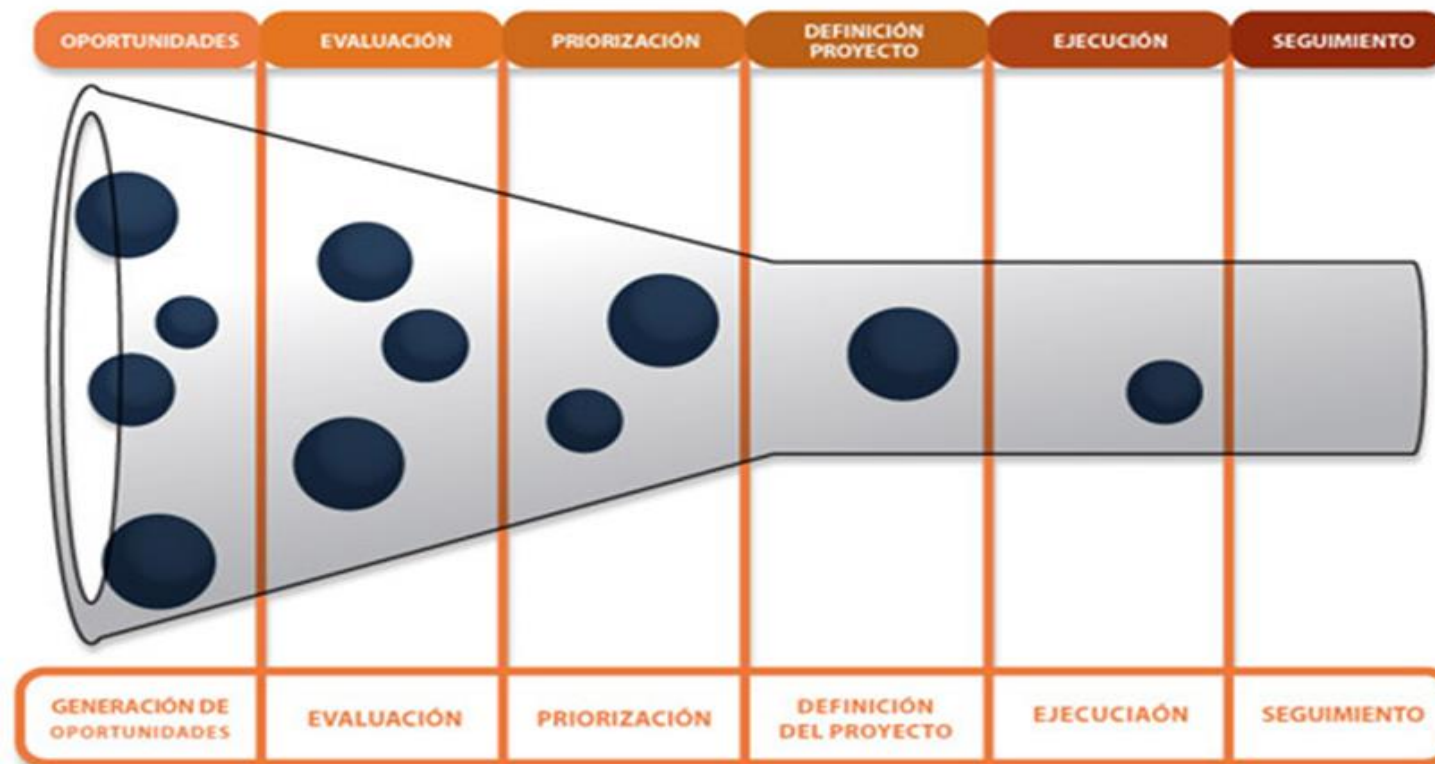 OPORTUNIDADES
EVALUACIÓN
PRIORIZACIÓN
DEFINICIÓN
PROYECTO
EJECUCIÓN
SEGUIMIENTO
GENERACIÓN DE
OPORTUNIDADES
EVALUACIÓN
PRIORIZACIÓN
DEFINICIÓN
DEL PROYECTO
EJECUCIAÓN
SEGUIMIENTO